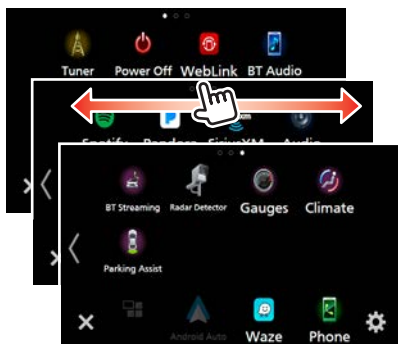 Tuner Power Off WebLink BT Audio
Spotify Pandora SiriusXM Audio
BT Streaming Radar Detector Gauges Climate
Parking Assist
Android Auto Waze Phone